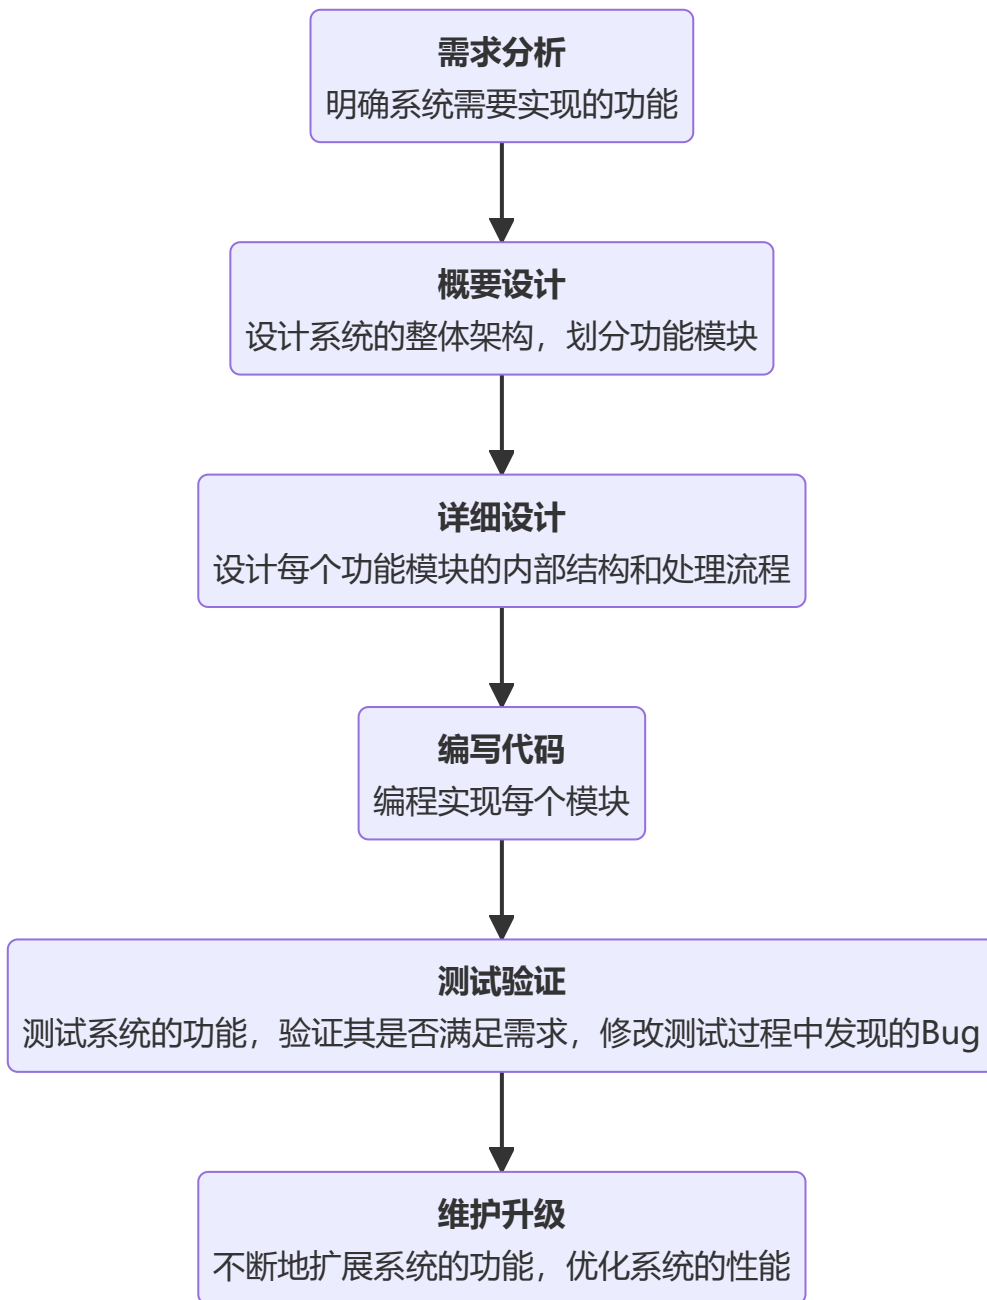 需求分析
明确系统需要实现的功能
概要设计
设计系统的整体架构，划分功能模块
详细设计
设计每个功能模块的内部结构和处理流程
编写代码
编程实现每个模块
测试验证
测试系统的功能，验证其是否满足需求，修改测试过程中发现的Bug
维护升级
不断地扩展系统的功能，优化系统的性能